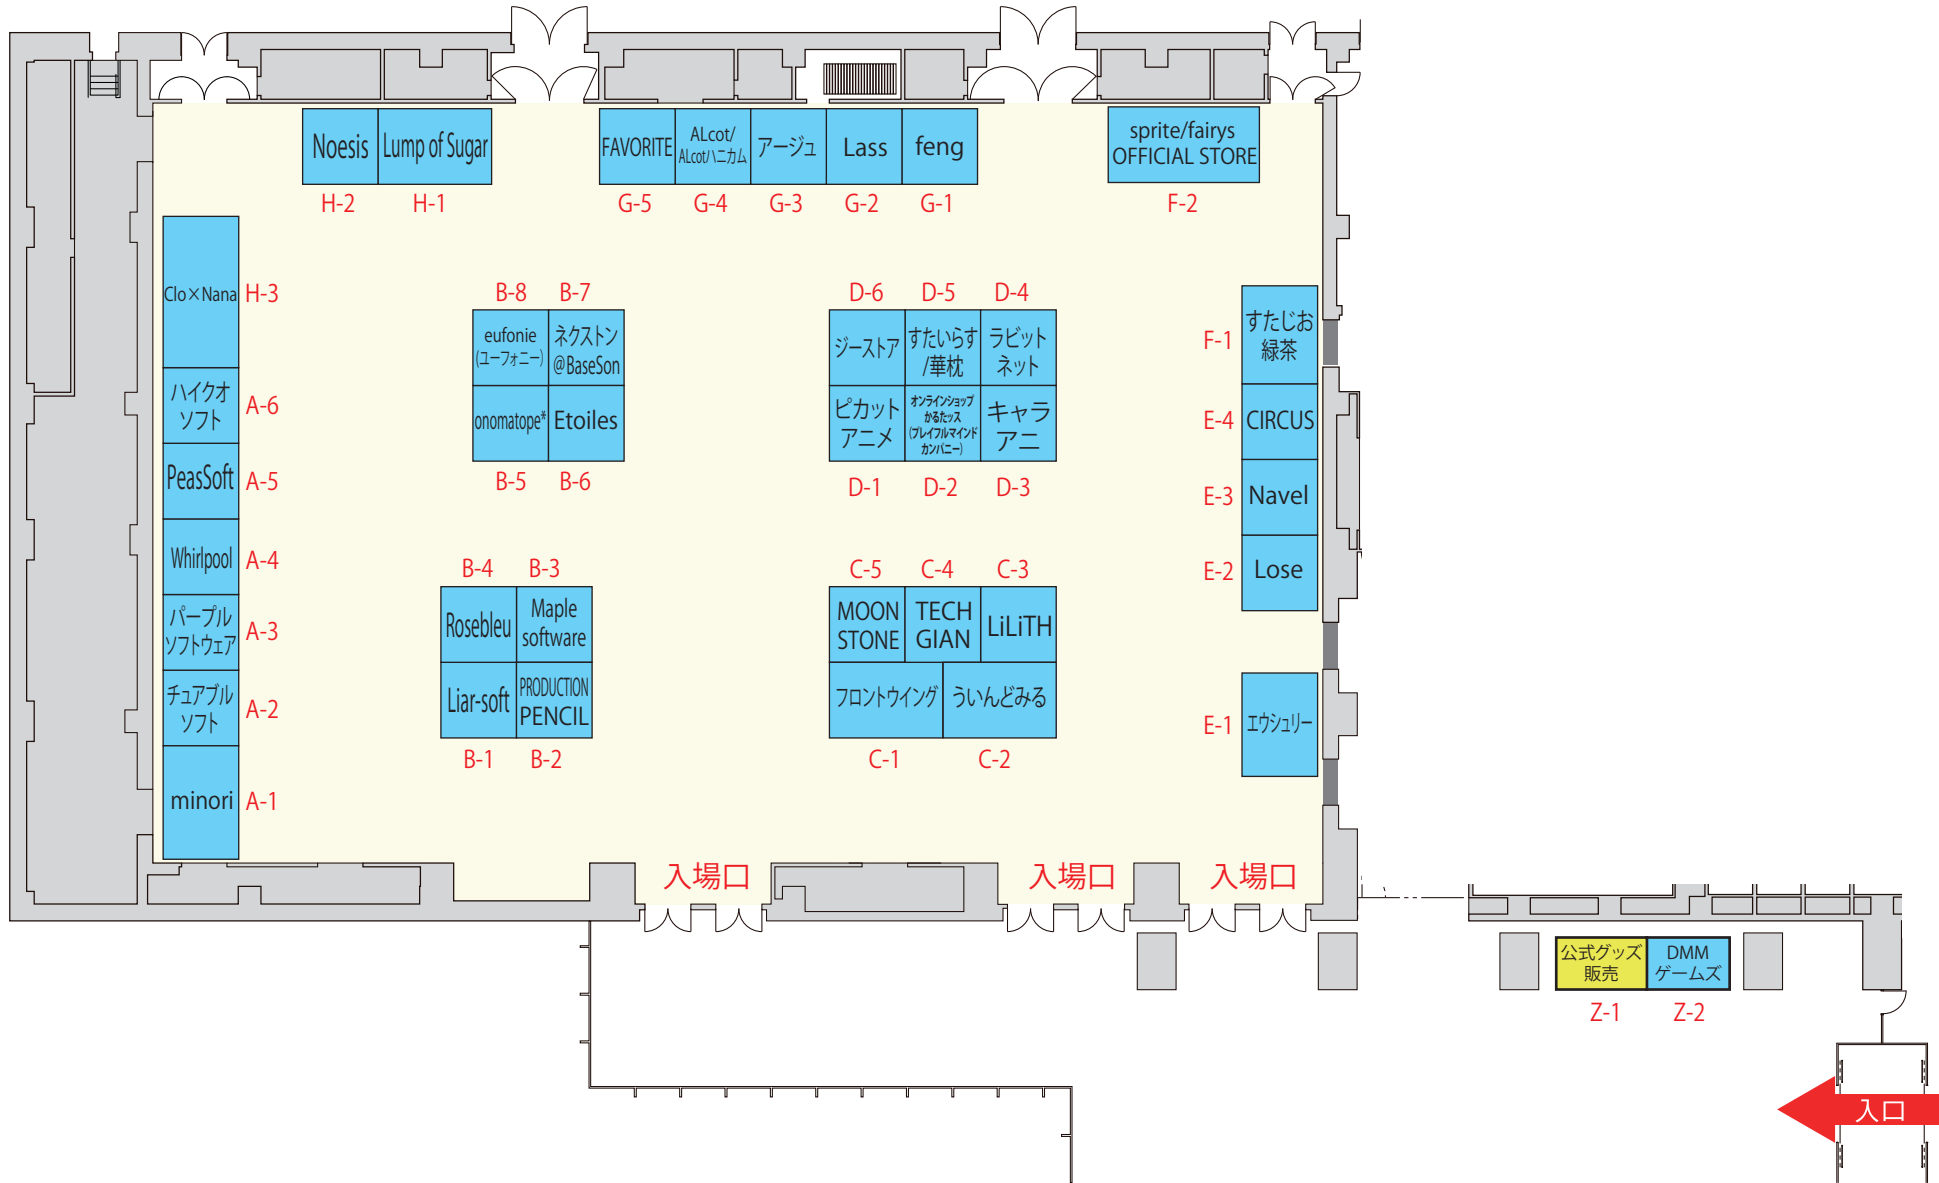 Noesis
Lump of Sugar
FAVORITE
ALcot/
ALcotハニカム
アージュ
Lass
feng
sprite/fairys
OFFICIAL STORE
H-2
H-1
G-5
G-4
G-3
G-2
G-1
F-2
Clo×Nana
H-3
ハイクオ
ソフト
A-6
PeasSoft
A-5
Whirlpool
A-4
パープル
ソフトウェア
A-3
チュアブル
ソフト
A-2
minori
A-1
B-8
B-7
eufonie
(ユーフォニー)
ネクストン
@BaseSon
onomatope*
Etoiles
B-5
B-6
B-4
B-3
Rosebleu
Maple
software
Liar-soft
PRODUCTION
PENCIL
B-1
B-2
D-6
D-5
D-4
ジーストア
すたいらす
/華枕
ラビット
ネット
ピカット
アニメ
オンラインショップ
かるたッス
(プレイフルマインド
カンパニー)
キャラ
アニ
D-1
D-2
D-3
C-5
C-4
C-3
MOON
STONE
TECH
GIAN
LiLiTH
フロントウイング
ういんどみる
C-1
C-2
F-1
すたじお
緑茶
E-4
CIRCUS
E-3
Navel
E-2
Lose
E-1
エウシュリー
入場口
入場口
入場口
公式グッズ
販売
DMM
ゲームズ
Z-1
Z-2
入口